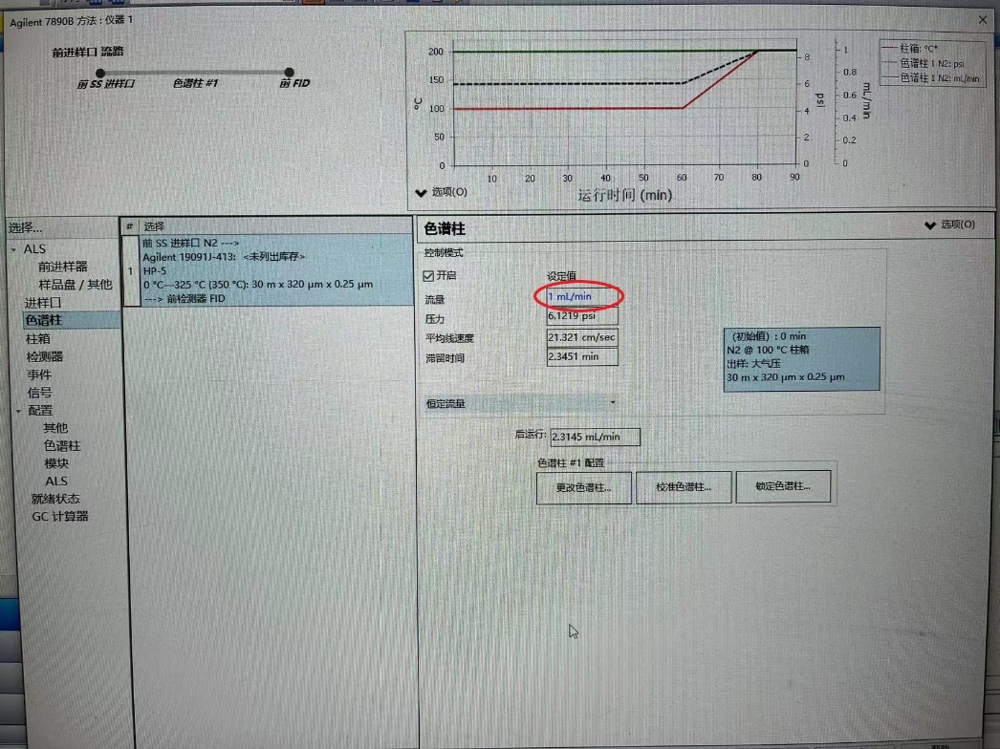 Agilent 7890B 方法 : 仪器 1
前进样口 流路
前 SS 进样口
色谱柱 #1
前 FID
200
150
100
50
0
°C
10 20 30 40 50 60 70 80 90
运行时间 (min)
8
6
4
2
0
psi
1
0.8
0.6
0.4
0.2
0
mL/min
柱箱: °C*
色谱柱 1 N2: psi
色谱柱 1 N2: mL/min
选项(O)
选择...
ALS
前进样器
样品盘 / 其他
进样口
色谱柱
柱箱
检测器
事件
信号
配置
其他
色谱柱
模块
ALS
就绪状态
GC 计算器
# 选择
1
前 SS 进样口 N2 --->
Agilent 19091J-413: <未列出库存>
HP-5
0 °C—325 °C (350 °C): 30 m x 320 µm x 0.25 µm
---> 前检测器 FID
色谱柱
选项(O)
控制模式
开启
设定值
流量 1 mL/min
压力 6.1219 psi
平均线速度 21.321 cm/sec
滞留时间 2.3451 min
(初始值) : 0 min
N2 @ 100 °C 柱箱
出样: 大气压
30 m x 320 µm x 0.25 µm
恒定流量
后运行: 2.3145 mL/min
色谱柱 #1 配置
更改色谱柱...
校准色谱柱...
锁定色谱柱...